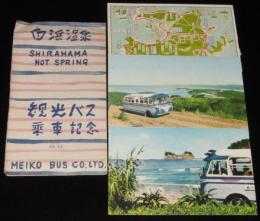 白浜温泉
SHIRAHAMA
HOT SPRING
観光バス
乗車記念
MEIKO BUS CO., LTD.